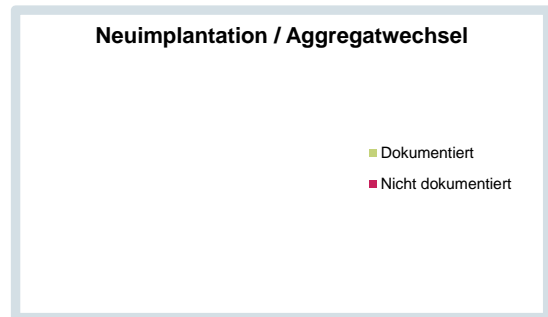 Neuimplantation / Aggregatwechsel
Dokumentiert
Nicht dokumentiert